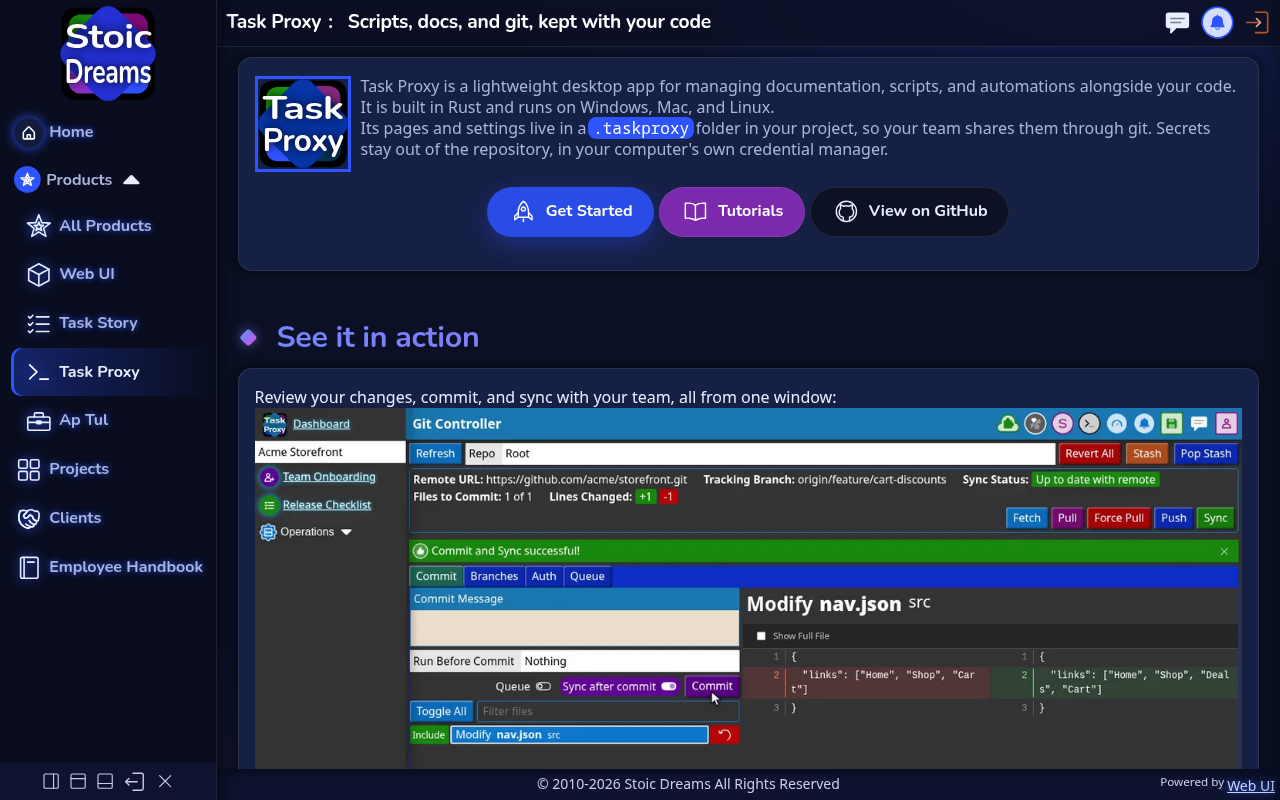 Stoic
Dreams
Task Proxy : Scripts, docs, and git, kept with your code
Home
Products
All Products
Web UI
Task Story
Task Proxy
Ap Tul
Projects
Clients
Employee Handbook
Task
Proxy
Task Proxy is a lightweight desktop app for managing documentation, scripts, and automations alongside your code.
It is built in Rust and runs on Windows, Mac, and Linux.
Its pages and settings live in a .taskproxy folder in your project, so your team shares them through git. Secrets
stay out of the repository, in your computer's own credential manager.
Get Started
Tutorials
View on GitHub
See it in action
Review your changes, commit, and sync with your team, all from one window:
Task
Proxy
Dashboard
Git Controller
S
Acme Storefront
Team Onboarding
Release Checklist
Operations
Refresh
Repo Root
Revert All
Stash
Pop Stash
Remote URL: https://github.com/acme/storefront.git Tracking Branch: origin/feature/cart-discounts Sync Status: Up to date with remote
Files to Commit: 1 of 1 Lines Changed: +1 -1
Fetch
Pull
Force Pull
Push
Sync
Commit and Sync successful!
Commit
Branches
Auth
Queue
Commit Message
Run Before Commit Nothing
Queue
Sync after commit
Commit
Toggle All
Filter files
Include
Modify nav.json src
Modify nav.json src
Show Full File
1 {
2 "links": ["Home", "Shop", "Car
t"]
3 }
1 {
2 "links": ["Home", "Shop", "Deal
s", "Cart"]
3 }
© 2010-2026 Stoic Dreams All Rights Reserved
Powered by Web UI